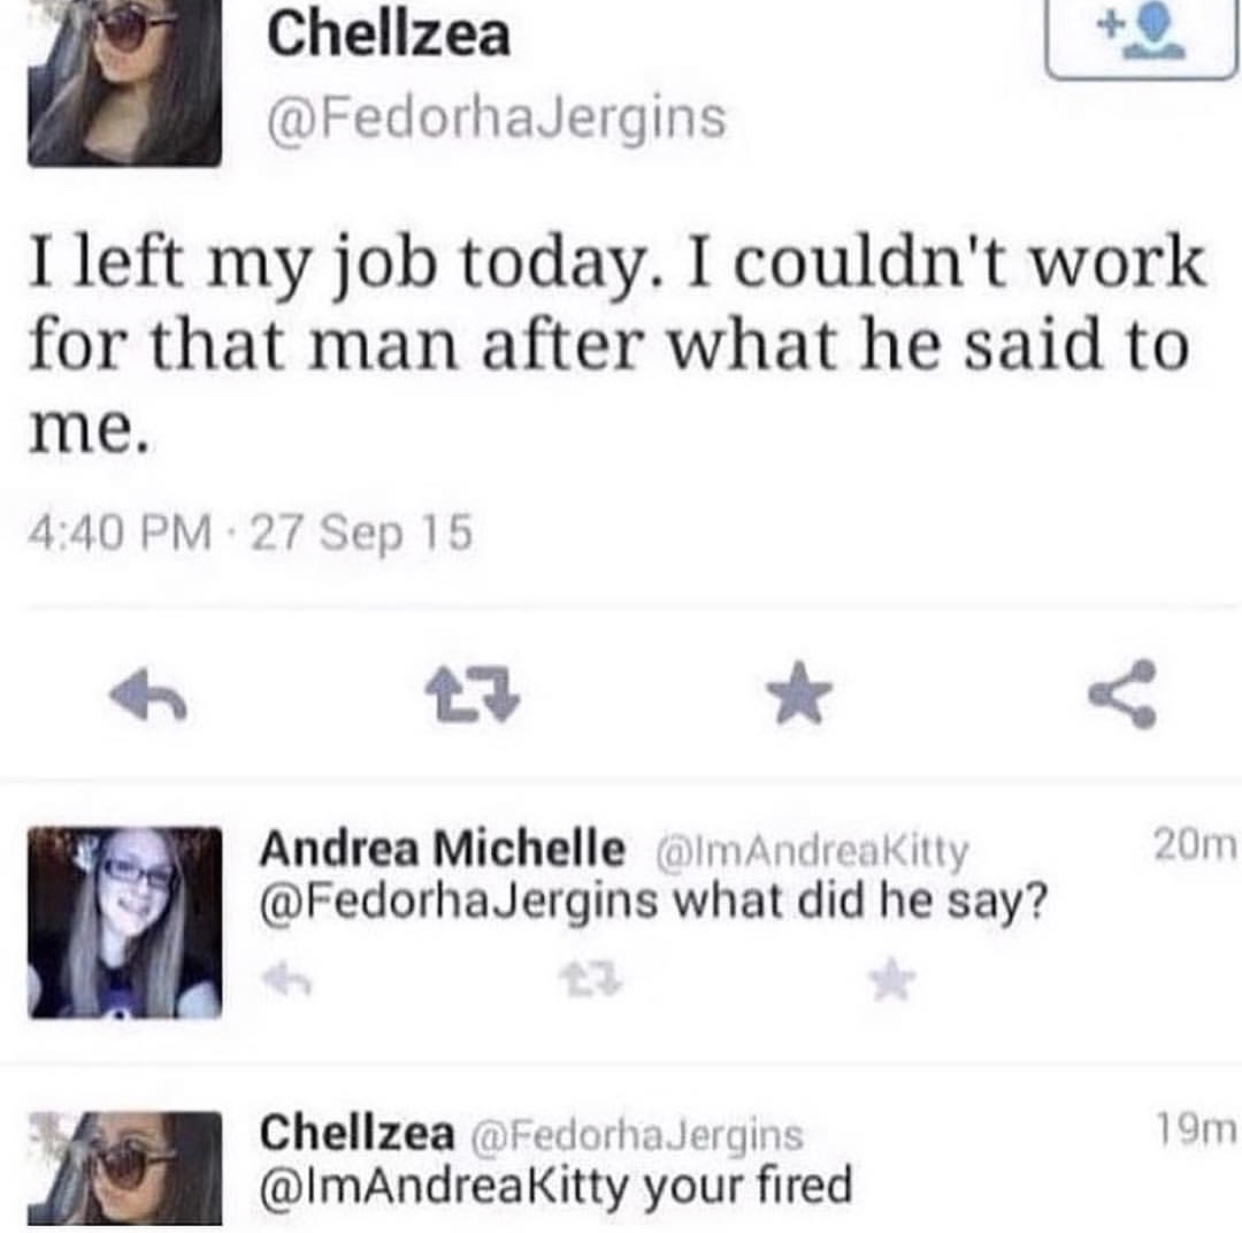 Chellzea
@FedorhaJergins
I left my job today. I couldn't work
for that man after what he said to
me.
4:40 PM · 27 Sep 15
Andrea Michelle @ImAndreaKitty 20m
@FedorhaJergins what did he say?
Chellzea @FedorhaJergins 19m
@ImAndreaKitty your fired